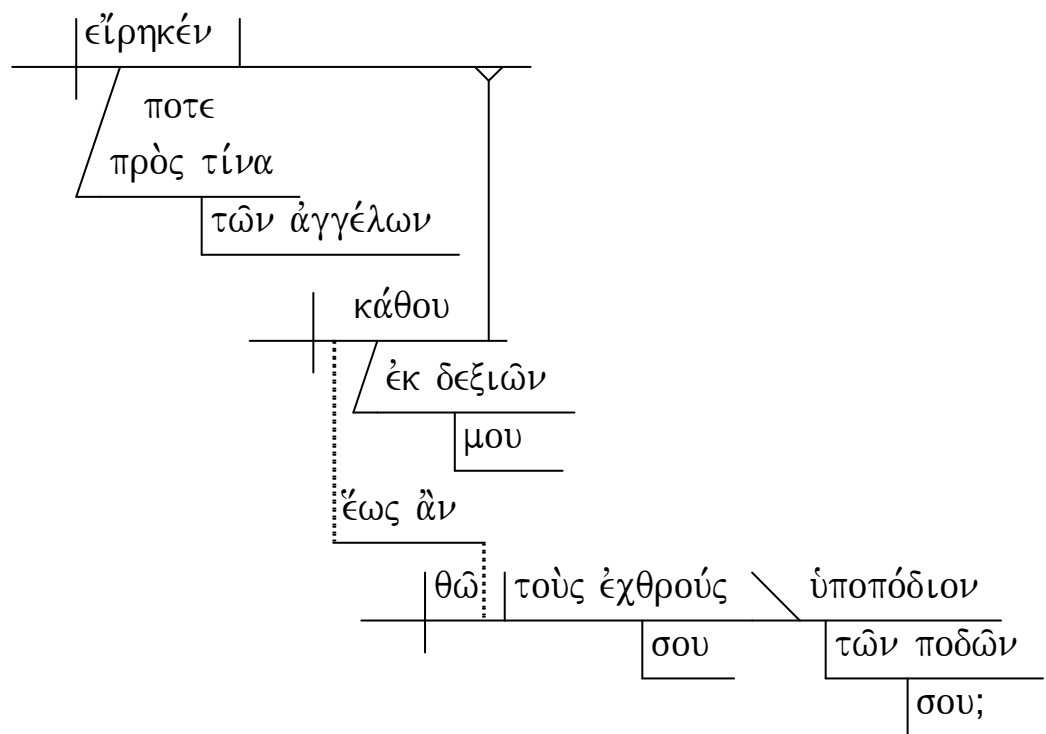 εἴρηκέν
ποτε
πρὸς τίνα
τῶν ἀγγέλων
κάθου
ἐκ δεξιῶν
μου
ἕως ἂν
θῶ τοὺς ἐχθρούς ὑποπόδιον
σου τῶν ποδῶν
σου;